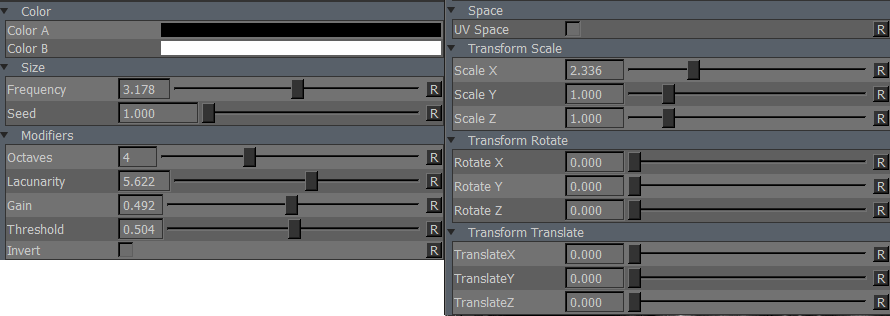 Color
Color A
Color B
Size
Frequency 3.178 R
Seed 1.000 R
Modifiers
Octaves 4 R
Lacunarity 5.622 R
Gain 0.492 R
Threshold 0.504 R
Invert R
Space
UV Space R
Transform Scale
Scale X 2.336 R
Scale Y 1.000 R
Scale Z 1.000 R
Transform Rotate
Rotate X 0.000 R
Rotate Y 0.000 R
Rotate Z 0.000 R
Transform Translate
TranslateX 0.000 R
TranslateY 0.000 R
TranslateZ 0.000 R